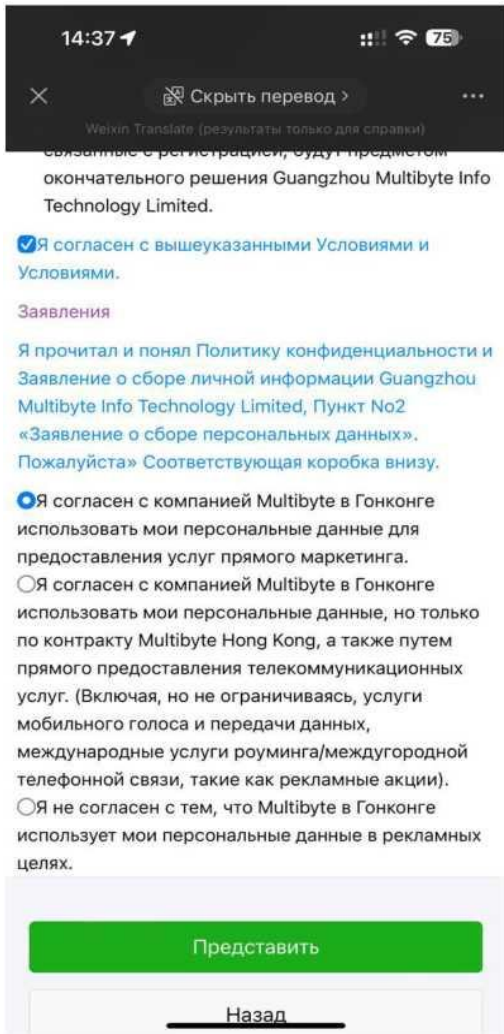 14:37
75
Скрыть перевод >
Weixin Translate (результаты только для справки)
связанные с регистрацией, будут предметом
окончательного решения Guangzhou Multibyte Info
Technology Limited.
Я согласен с вышеуказанными Условиями и
Условиями.
Заявления
Я прочитал и понял Политику конфиденциальности и
Заявление о сборе личной информации Guangzhou
Multibyte Info Technology Limited, Пункт No2
«Заявление о сборе персональных данных».
Пожалуйста» Соответствующая коробка внизу.
Я согласен с компанией Multibyte в Гонконге
использовать мои персональные данные для
предоставления услуг прямого маркетинга.
Я согласен с компанией Multibyte в Гонконге
использовать мои персональные данные, но только
по контракту Multibyte Hong Kong, а также путем
прямого предоставления телекоммуникационных
услуг. (Включая, но не ограничиваясь, услуги
мобильного голоса и передачи данных,
международные услуги роуминга/междугородной
телефонной связи, такие как рекламные акции).
Я не согласен с тем, что Multibyte в Гонконге
использует мои персональные данные в рекламных
целях.
Представить
Назад